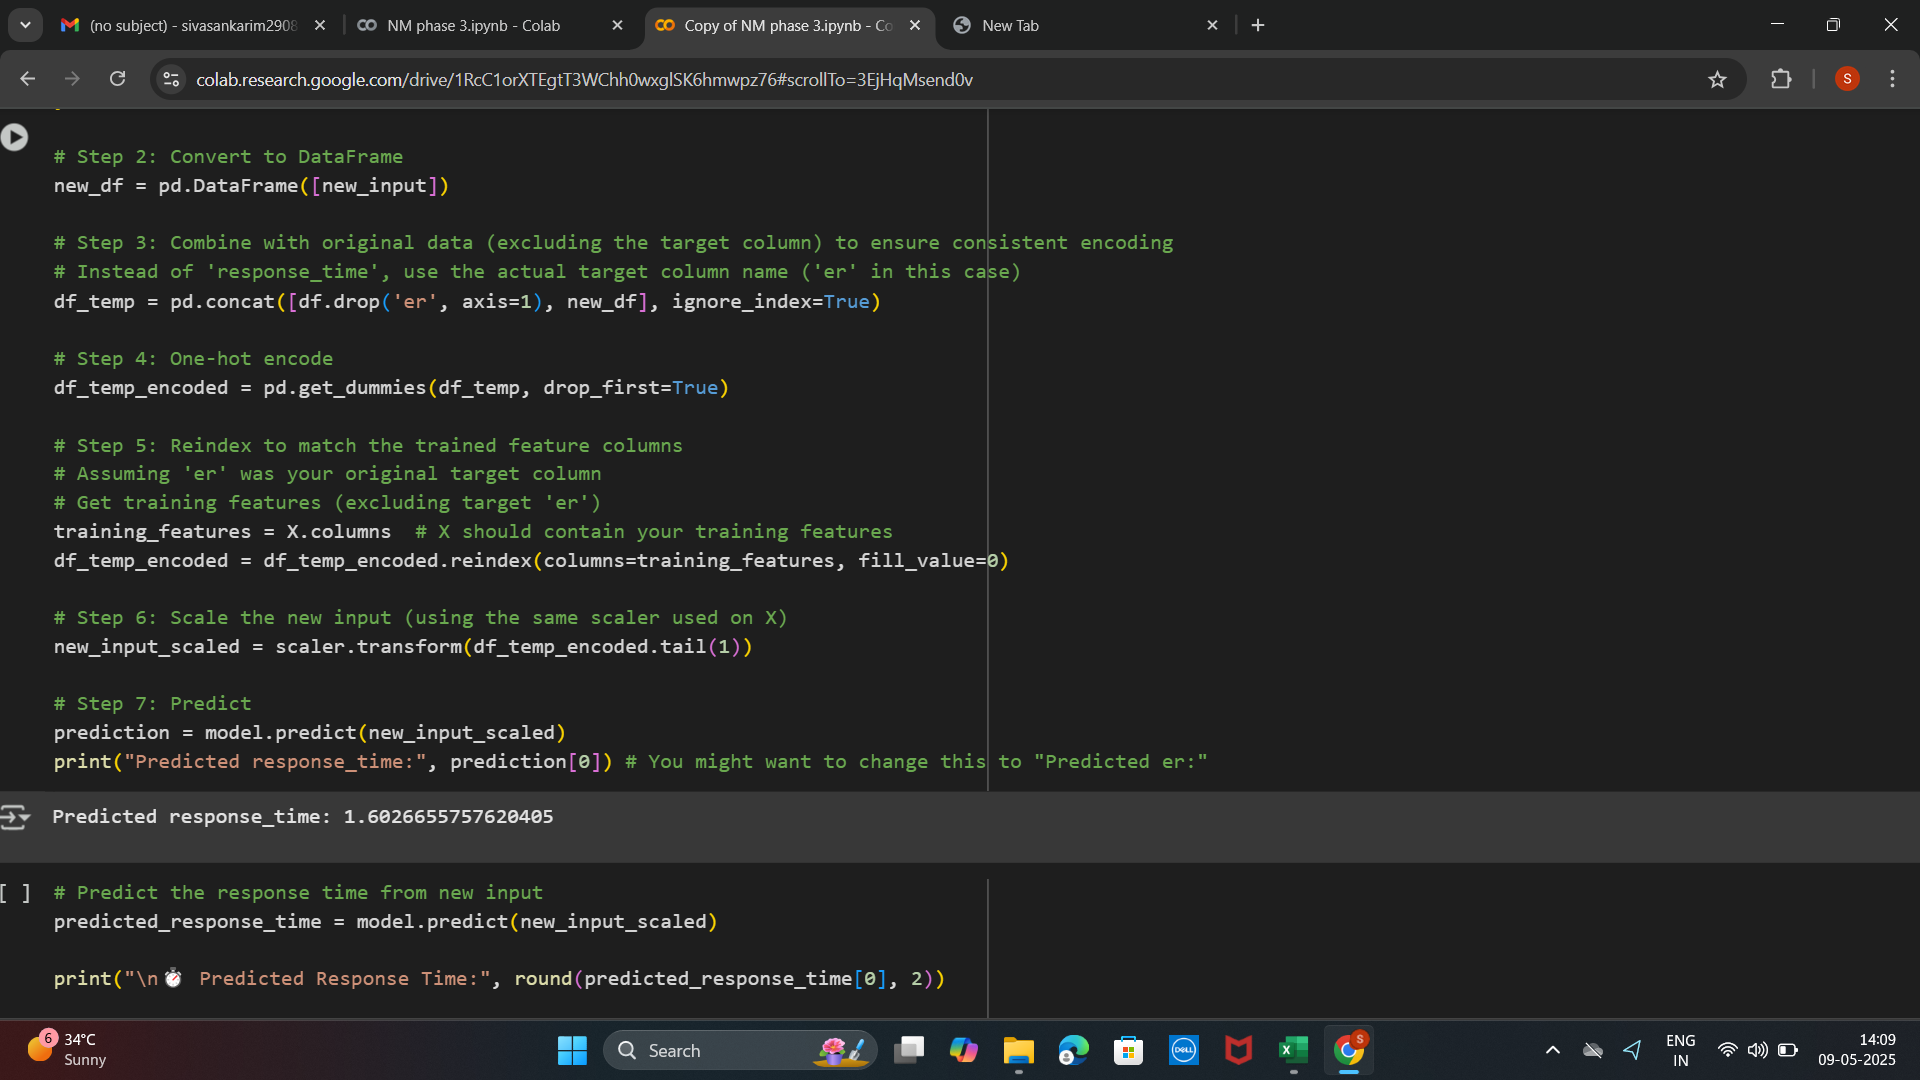 (no subject) - sivasankarim2908
NM phase 3.ipynb - Colab
Copy of NM phase 3.ipynb - Co
New Tab
colab.research.google.com/drive/1RcC1orXTEgtT3WChh0wxglSK6hmwpz76#scrollTo=3EjHqMsend0v
S
# Step 2: Convert to DataFrame
new_df = pd.DataFrame([new_input])
# Step 3: Combine with original data (excluding the target column) to ensure consistent encoding
# Instead of 'response_time', use the actual target column name ('er' in this case)
df_temp = pd.concat([df.drop('er', axis=1), new_df], ignore_index=True)
# Step 4: One-hot encode
df_temp_encoded = pd.get_dummies(df_temp, drop_first=True)
# Step 5: Reindex to match the trained feature columns
# Assuming 'er' was your original target column
# Get training features (excluding target 'er')
training_features = X.columns  # X should contain your training features
df_temp_encoded = df_temp_encoded.reindex(columns=training_features, fill_value=0)
# Step 6: Scale the new input (using the same scaler used on X)
new_input_scaled = scaler.transform(df_temp_encoded.tail(1))
# Step 7: Predict
prediction = model.predict(new_input_scaled)
print("Predicted response_time:", prediction[0]) # You might want to change this to "Predicted er:"
Predicted response_time: 1.6026655757620405
[ ] # Predict the response time from new input
predicted_response_time = model.predict(new_input_scaled)
print("\n⏱ Predicted Response Time:", round(predicted_response_time[0], 2))
6
34°C
Sunny
Search
DELL
X
S
ENG
IN
14:09
09-05-2025